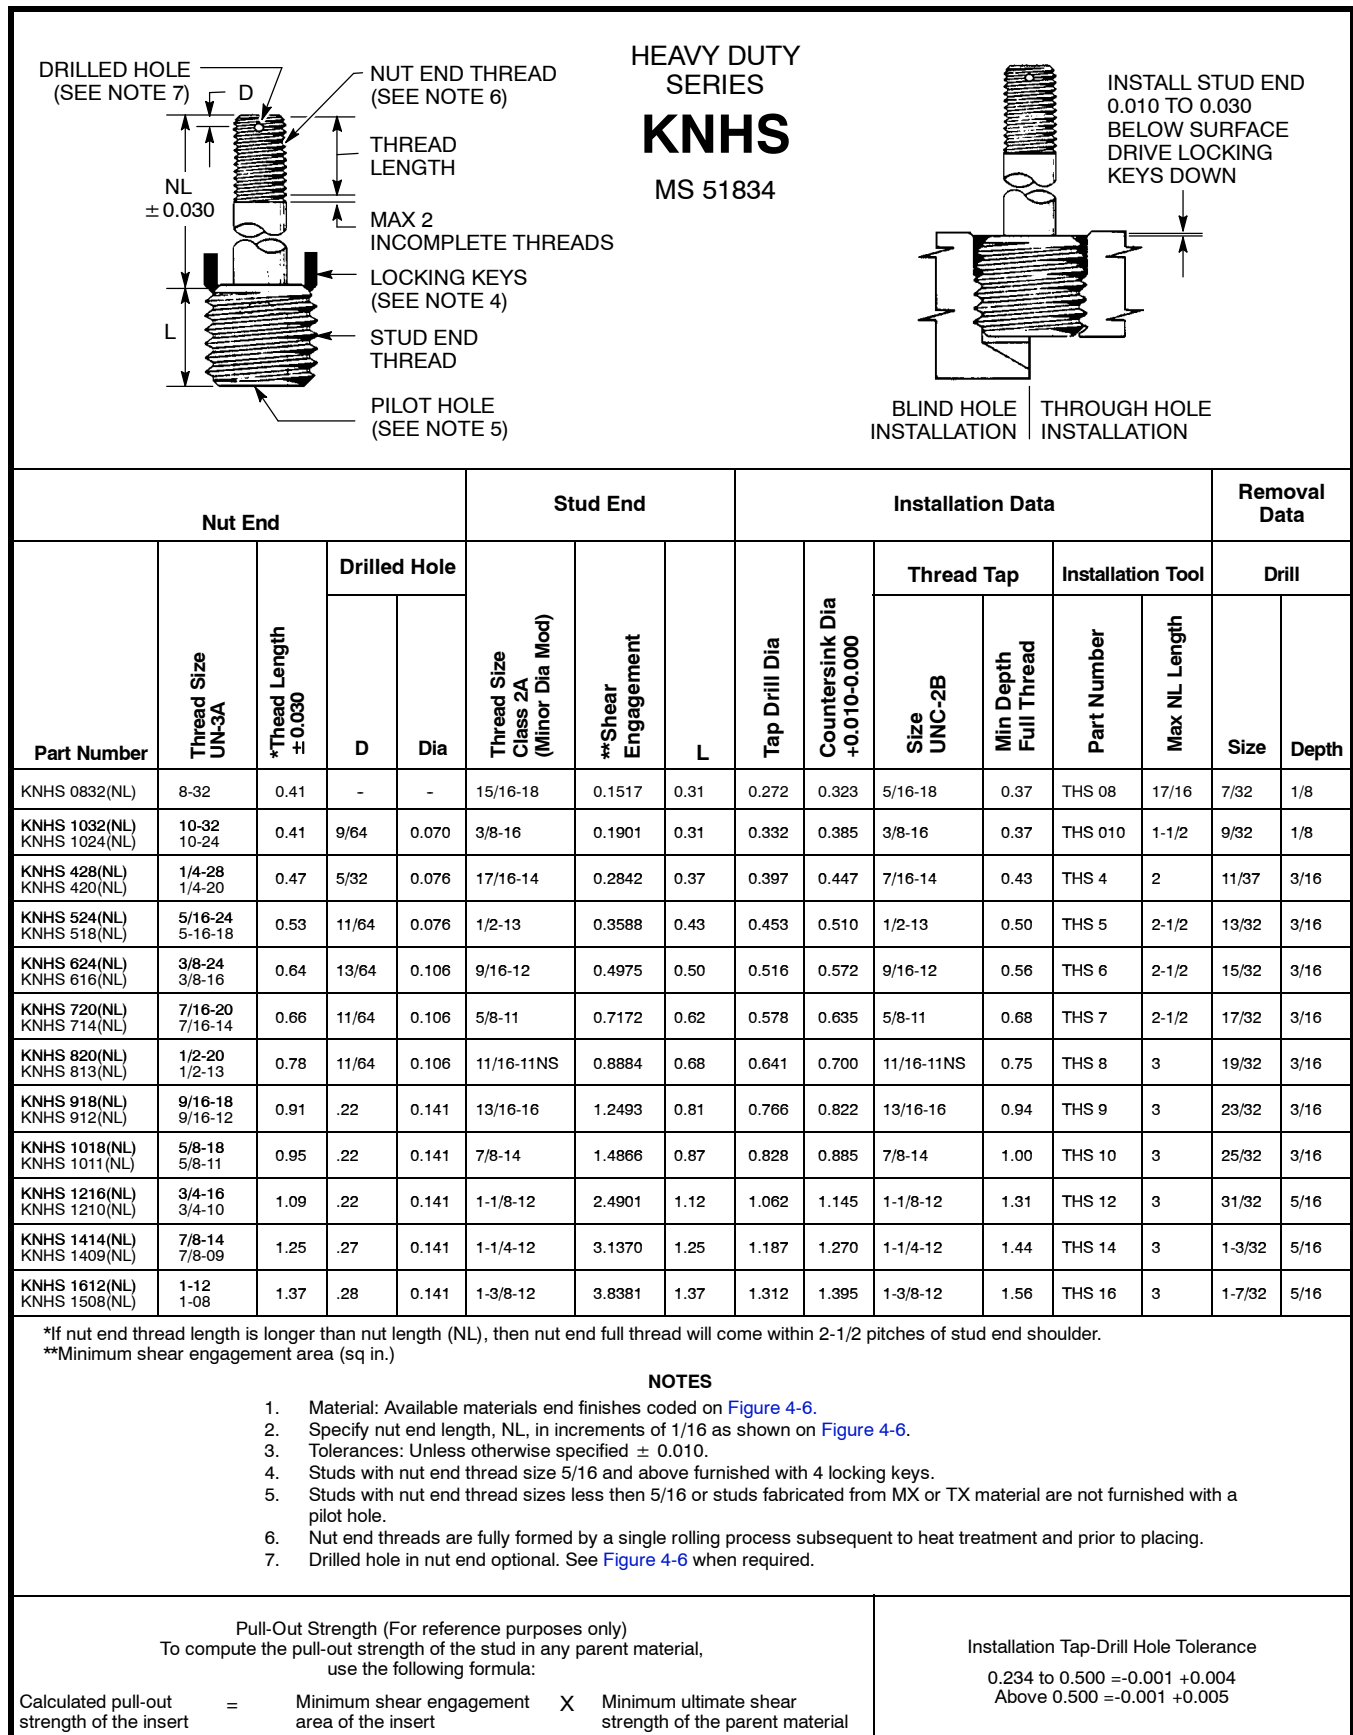 HEAVY DUTY
SERIES
KNHS
MS 51834
DRILLED HOLE
(SEE NOTE 7)
D
NUT END THREAD
(SEE NOTE 6)
THREAD
LENGTH
NL
±0.030
MAX 2
INCOMPLETE THREADS
LOCKING KEYS
(SEE NOTE 4)
L
STUD END
THREAD
PILOT HOLE
(SEE NOTE 5)
INSTALL STUD END
0.010 TO 0.030
BELOW SURFACE
DRIVE LOCKING
KEYS DOWN
BLIND HOLE
INSTALLATION
THROUGH HOLE
INSTALLATION
Nut End
Stud End
Installation Data
Removal
Data
Drilled Hole
Thread Tap
Installation Tool
Drill
Part Number
Thread Size
UN-3A
*Thead Length
±0.030
D
Dia
Thread Size
Class 2A
(Minor Dia Mod)
**Shear
Engagement
L
Tap Drill Dia
Countersink Dia
+0.010-0.000
Size
UNC-2B
Min Depth
Full Thread
Part Number
Max NL Length
Size
Depth
KNHS 0832(NL) 8-32 0.41 - - 15/16-18 0.1517 0.31 0.272 0.323 5/16-18 0.37 THS 08 17/16 7/32 1/8
KNHS 1032(NL) 10-32
KNHS 1024(NL) 10-24
0.41 9/64 0.070 3/8-16 0.1901 0.31 0.332 0.385 3/8-16 0.37 THS 010 1-1/2 9/32 1/8
KNHS 428(NL) 1/4-28
KNHS 420(NL) 1/4-20
0.47 5/32 0.076 17/16-14 0.2842 0.37 0.397 0.447 7/16-14 0.43 THS 4 2 11/37 3/16
KNHS 524(NL) 5/16-24
KNHS 518(NL) 5-16-18
0.53 11/64 0.076 1/2-13 0.3588 0.43 0.453 0.510 1/2-13 0.50 THS 5 2-1/2 13/32 3/16
KNHS 624(NL) 3/8-24
KNHS 616(NL) 3/8-16
0.64 13/64 0.106 9/16-12 0.4975 0.50 0.516 0.572 9/16-12 0.56 THS 6 2-1/2 15/32 3/16
KNHS 720(NL) 7/16-20
KNHS 714(NL) 7/16-14
0.66 11/64 0.106 5/8-11 0.7172 0.62 0.578 0.635 5/8-11 0.68 THS 7 2-1/2 17/32 3/16
KNHS 820(NL) 1/2-20
KNHS 813(NL) 1/2-13
0.78 11/64 0.106 11/16-11NS 0.8884 0.68 0.641 0.700 11/16-11NS 0.75 THS 8 3 19/32 3/16
KNHS 918(NL) 9/16-18
KNHS 912(NL) 9/16-12
0.91 .22 0.141 13/16-16 1.2493 0.81 0.766 0.822 13/16-16 0.94 THS 9 3 23/32 3/16
KNHS 1018(NL) 5/8-18
KNHS 1011(NL) 5/8-11
0.95 .22 0.141 7/8-14 1.4866 0.87 0.828 0.885 7/8-14 1.00 THS 10 3 25/32 3/16
KNHS 1216(NL) 3/4-16
KNHS 1210(NL) 3/4-10
1.09 .22 0.141 1-1/8-12 2.4901 1.12 1.062 1.145 1-1/8-12 1.31 THS 12 3 31/32 5/16
KNHS 1414(NL) 7/8-14
KNHS 1409(NL) 7/8-09
1.25 .27 0.141 1-1/4-12 3.1370 1.25 1.187 1.270 1-1/4-12 1.44 THS 14 3 1-3/32 5/16
KNHS 1612(NL) 1-12
KNHS 1508(NL) 1-08
1.37 .28 0.141 1-3/8-12 3.8381 1.37 1.312 1.395 1-3/8-12 1.56 THS 16 3 1-7/32 5/16
*If nut end thread length is longer than nut length (NL), then nut end full thread will come within 2-1/2 pitches of stud end shoulder.
**Minimum shear engagement area (sq in.)
NOTES
1. Material: Available materials end finishes coded on Figure 4-6.
2. Specify nut end length, NL, in increments of 1/16 as shown on Figure 4-6.
3. Tolerances: Unless otherwise specified ± 0.010.
4. Studs with nut end thread size 5/16 and above furnished with 4 locking keys.
5. Studs with nut end thread sizes less then 5/16 or studs fabricated from MX or TX material are not furnished with a
pilot hole.
6. Nut end threads are fully formed by a single rolling process subsequent to heat treatment and prior to placing.
7. Drilled hole in nut end optional. See Figure 4-6 when required.
Pull-Out Strength (For reference purposes only)
To compute the pull-out strength of the stud in any parent material,
use the following formula:
Calculated pull-out
strength of the insert
=
Minimum shear engagement
area of the insert
X
Minimum ultimate shear
strength of the parent material
Installation Tap-Drill Hole Tolerance
0.234 to 0.500 =-0.001 +0.004
Above 0.500 =-0.001 +0.005